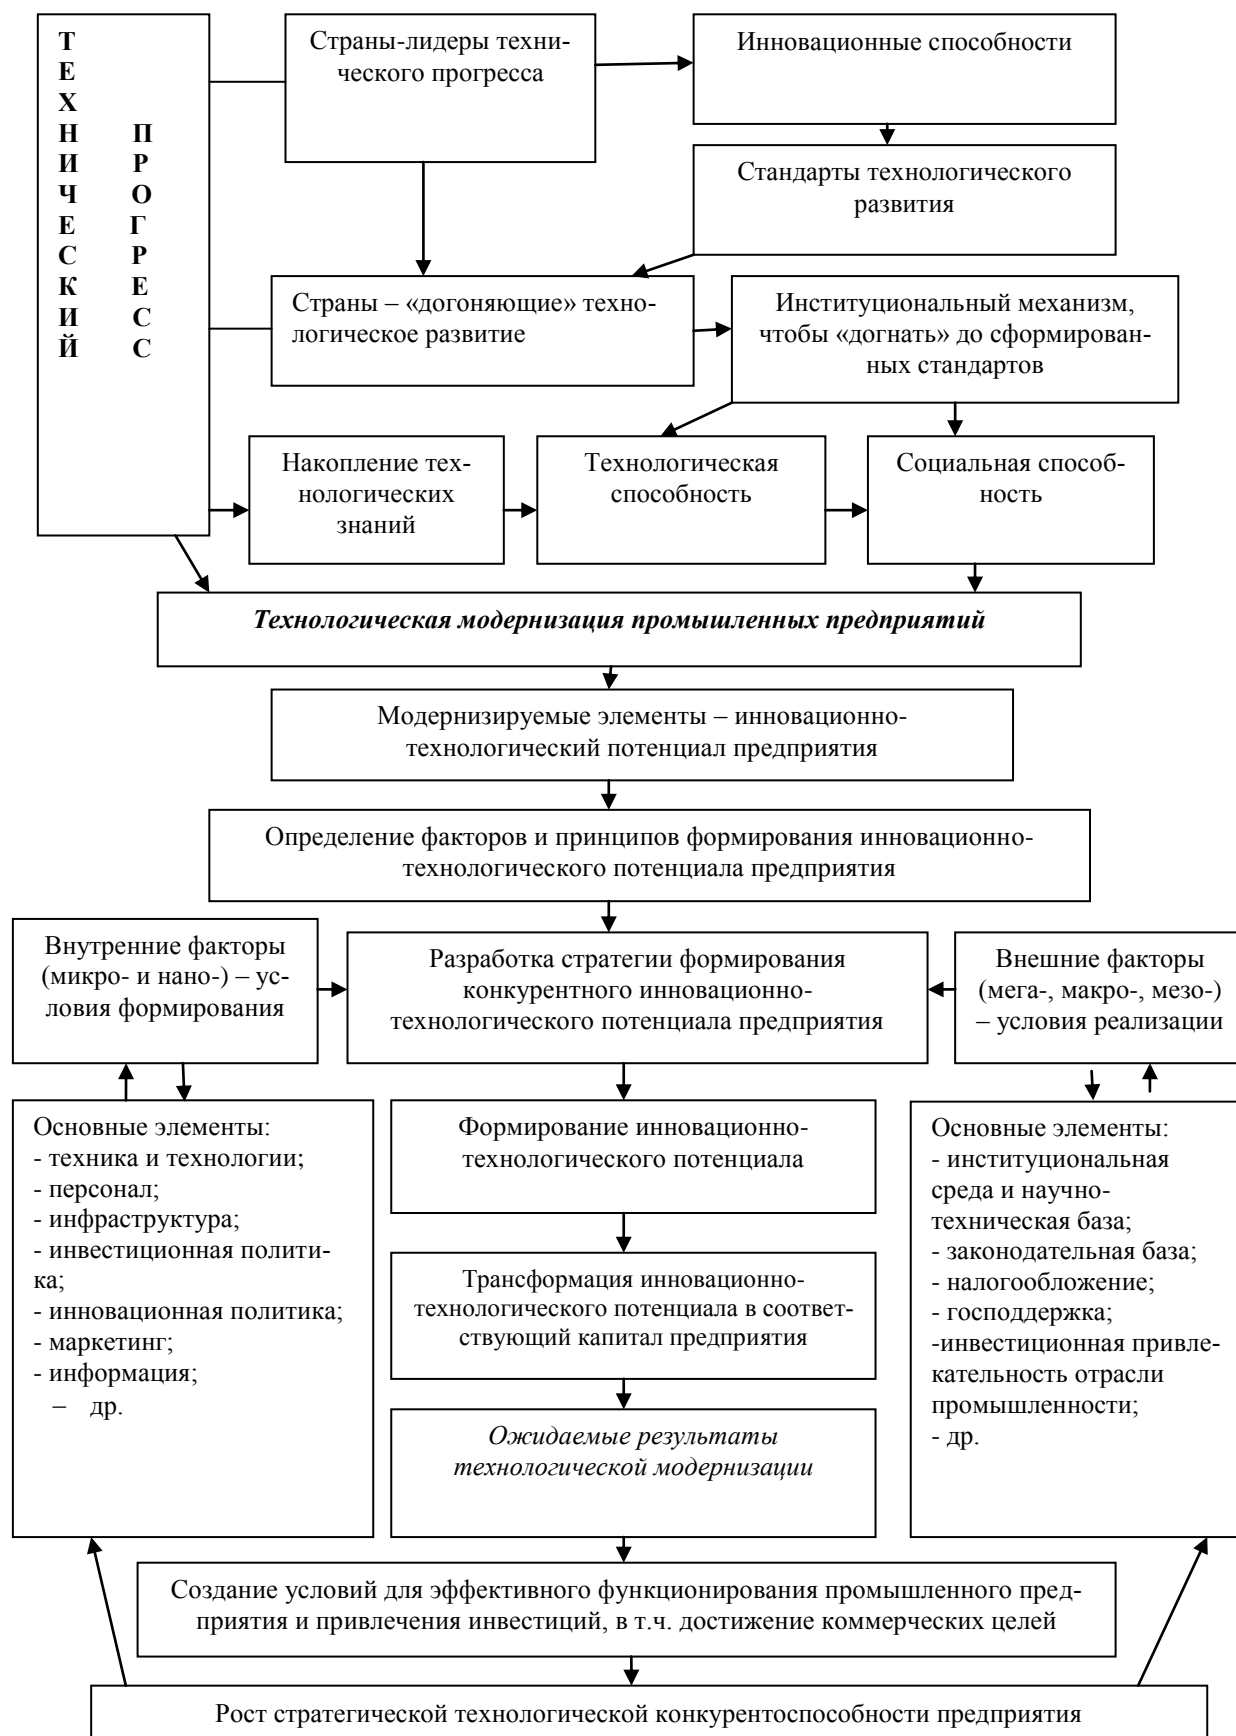 ТЕХНИЧЕСКИЙ
ПРОГРЕСС
Страны-лидеры техни-
ческого прогресса
Инновационные способности
Стандарты технологического
развития
Страны – «догоняющие» техно-
логическое развитие
Институциональный механизм,
чтобы «догнать» до сформирован-
ных стандартов
Накопление тех-
нологических
знаний
Технологическая
способность
Социальная способ-
ность
Технологическая модернизация промышленных предприятий
Модернизируемые элементы – инновационно-
технологический потенциал предприятия
Определение факторов и принципов формирования инновационно-
технологического потенциала предприятия
Внутренние факторы
(микро- и нано-) – ус-
ловия формирования
Разработка стратегии формирования
конкурентного инновационно-
технологического потенциала предприятия
Внешние факторы
(мега-, макро-, мезо-)
– условия реализации
Основные элементы:
- техника и технологии;
- персонал;
- инфраструктура;
- инвестиционная полити-
ка;
- инновационная политика;
- маркетинг;
- информация;
– др.
Формирование инновационно-
технологического потенциала
Трансформация инновационно-
технологического потенциала в соответ-
ствующий капитал предприятия
Ожидаемые результаты
технологической модернизации
Основные элементы:
- институциональная
среда и научно-
техническая база;
- законодательная база;
- налогообложение;
- господдержка;
-инвестиционная привле-
кательность отрасли
промышленности;
- др.
Создание условий для эффективного функционирования промышленного пред-
приятия и привлечения инвестиций, в т.ч. достижение коммерческих целей
Рост стратегической технологической конкурентоспособности предприятия